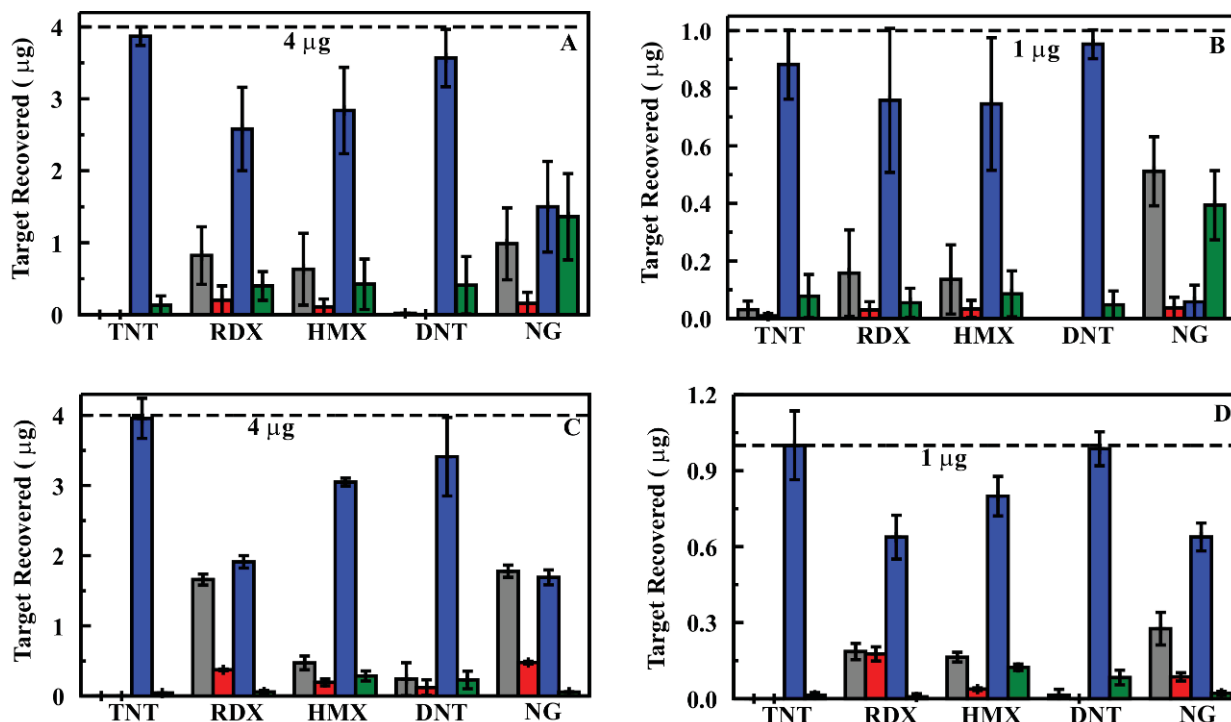 Target Recovered ( μg)
4
3
2
1
0
4 μg
A
TNT RDX HMX DNT NG
Target Recovered ( μg)
1.0
0.8
0.6
0.4
0.2
0.0
1 μg
B
TNT RDX HMX DNT NG
Target Recovered ( μg)
4
3
2
1
0
4 μg
C
TNT RDX HMX DNT NG
Target Recovered ( μg)
1.2
0.9
0.6
0.3
0.0
1 μg
D
TNT RDX HMX DNT NG